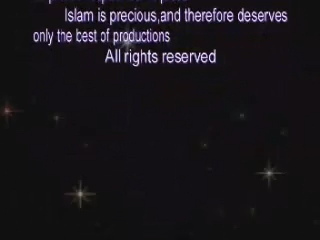 Islam is precious,and therefore deserves
only the best of productions
All rights reserved